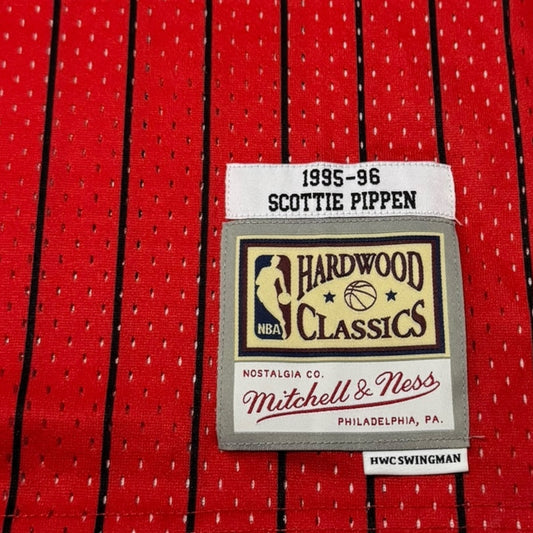 1995-96
SCOTTIE PIPPEN
NBA
HARDWOOD
CLASSICS
NOSTALGIA CO.
Mitchell & Ness
PHILADELPHIA, PA.
HWC SWINGMAN